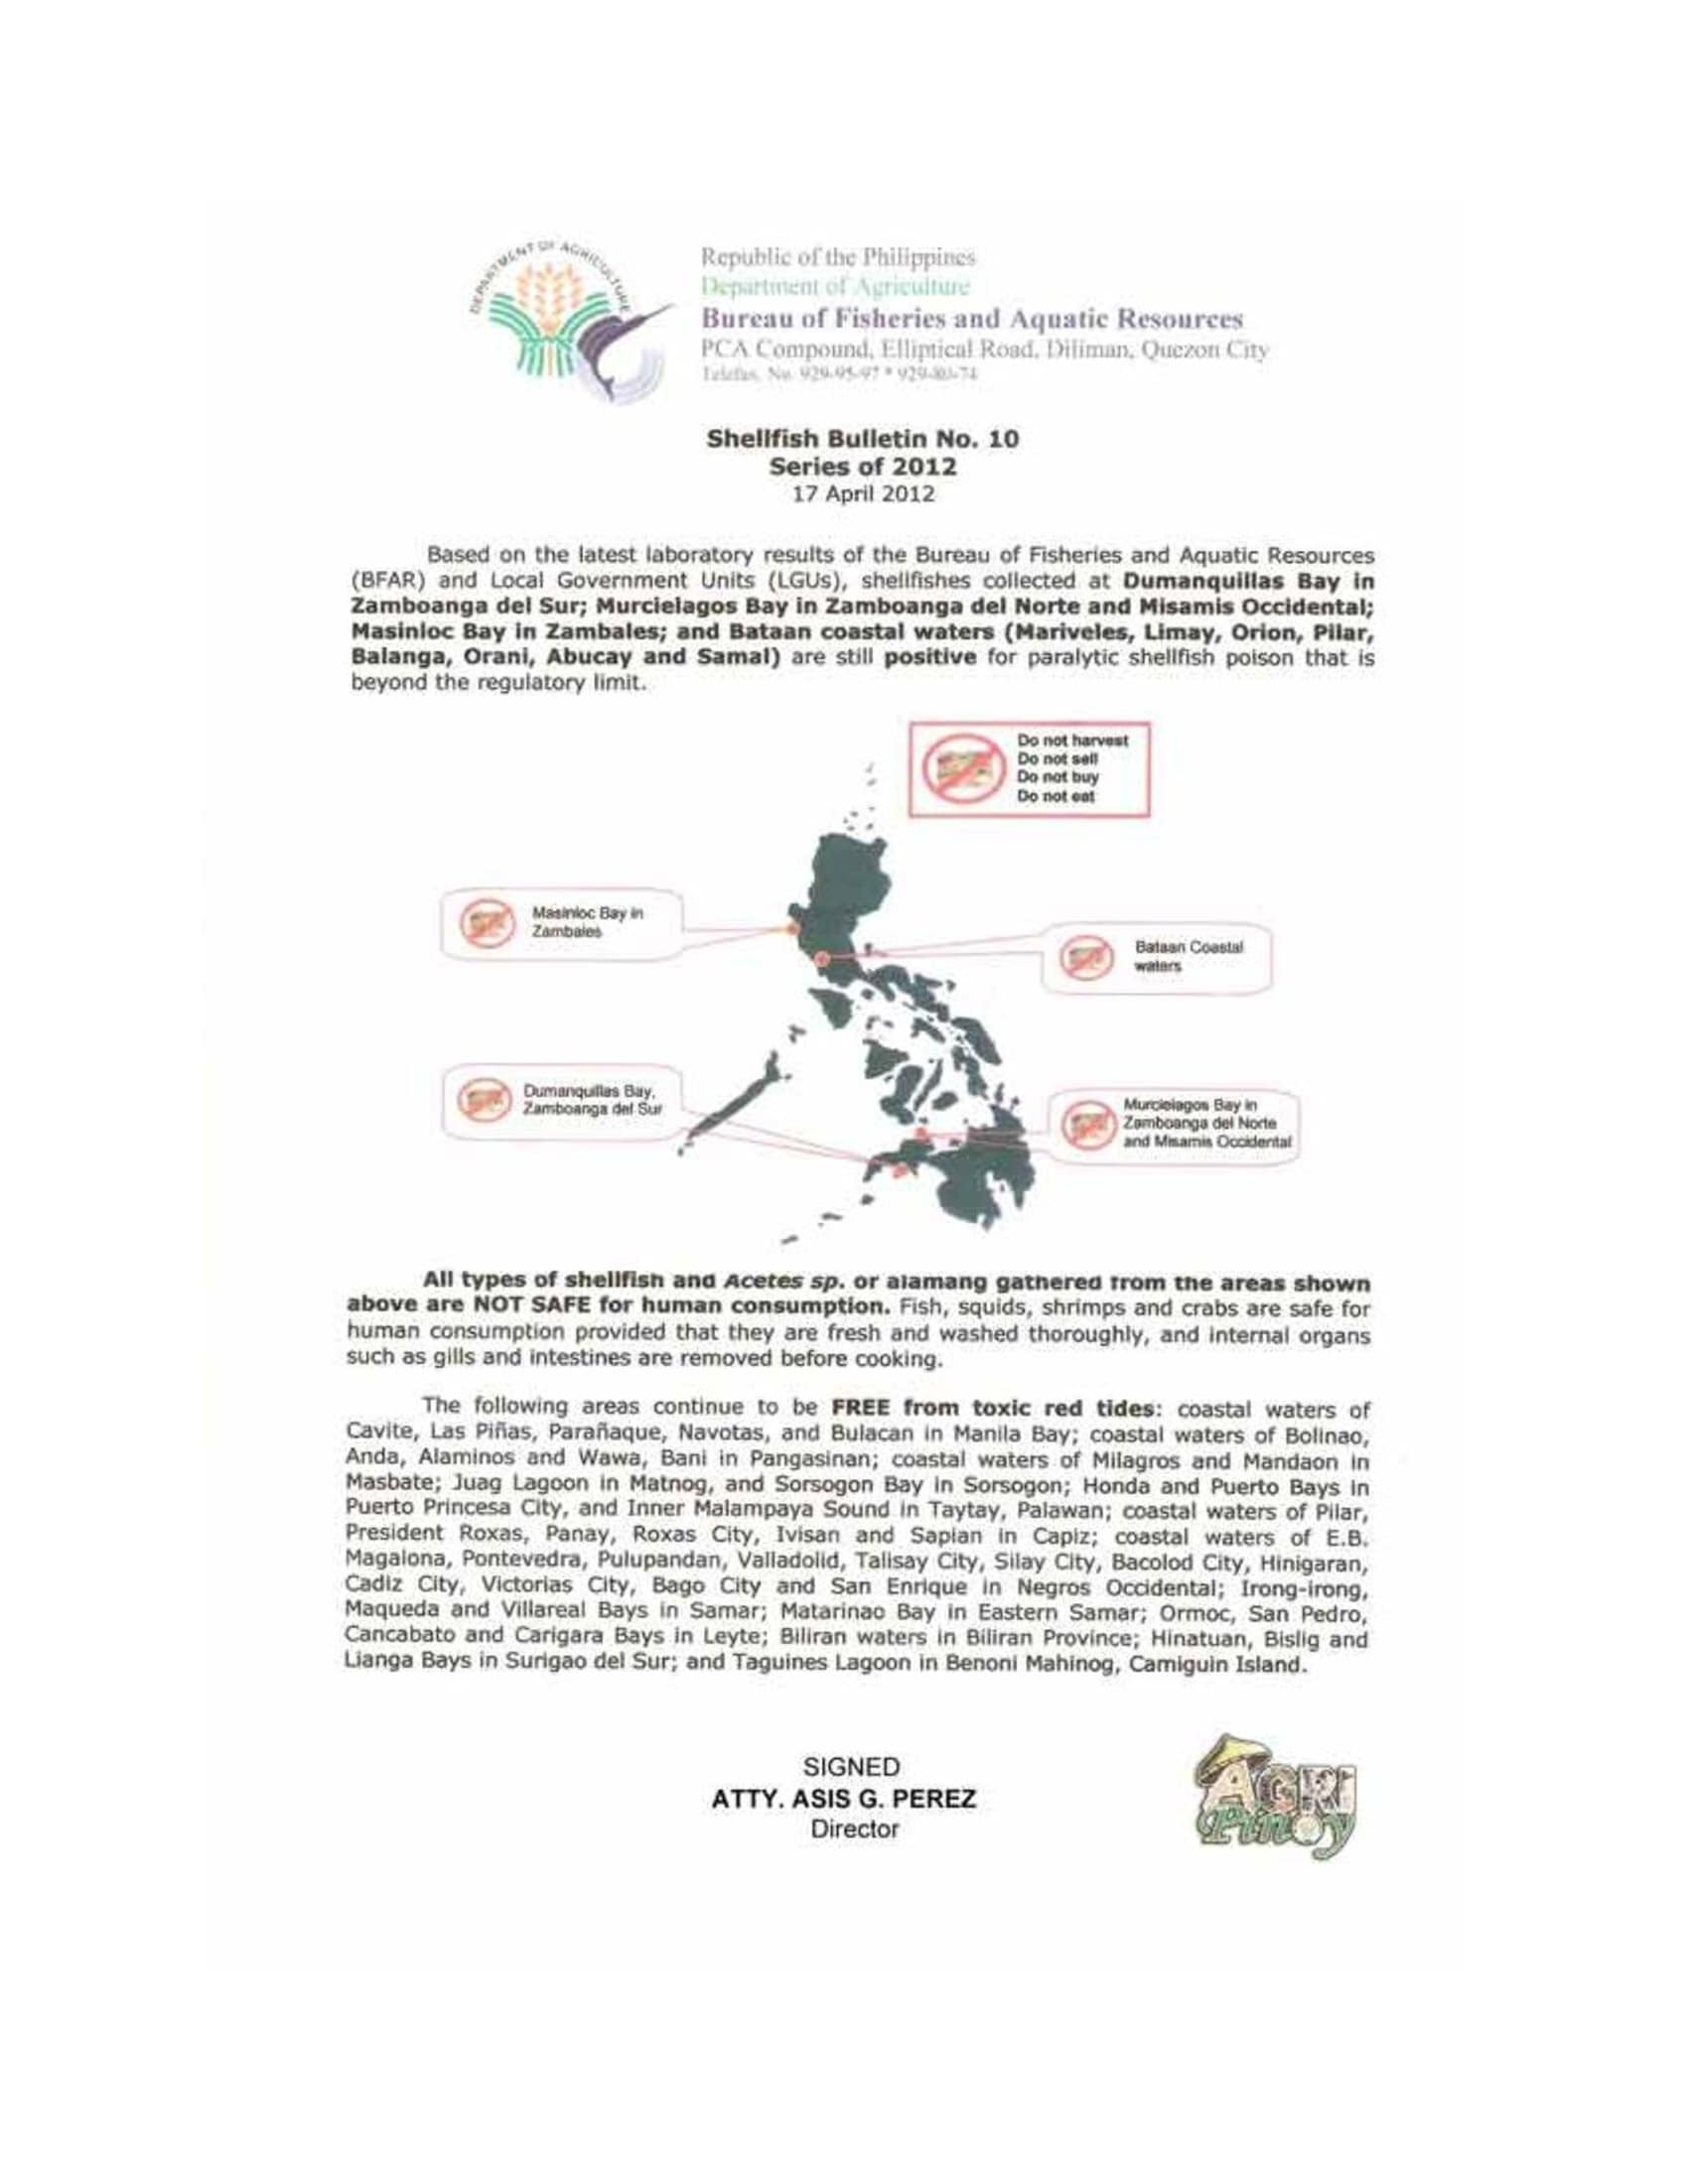 DEPARTMENT OF AGRICULTURE
Republic of the Philippines
Department of Agriculture
Bureau of Fisheries and Aquatic Resources
PCA Compound, Elliptical Road, Diliman, Quezon City
Telefax. No. 929-95-97 * 929-80-74
Shellfish Bulletin No. 10
Series of 2012
17 April 2012
Based on the latest laboratory results of the Bureau of Fisheries and Aquatic Resources
(BFAR) and Local Government Units (LGUs), shellfishes collected at Dumanquillas Bay in
Zamboanga del Sur; Murcielagos Bay in Zamboanga del Norte and Misamis Occidental;
Masinloc Bay in Zambales; and Bataan coastal waters (Mariveles, Limay, Orion, Pilar,
Balanga, Orani, Abucay and Samal) are still positive for paralytic shellfish poison that is
beyond the regulatory limit.
Do not harvest
Do not sell
Do not buy
Do not eat
Masinloc Bay in
Zambales
Bataan Coastal
waters
Dumanquillas Bay,
Zamboanga del Sur
Murcielagos Bay in
Zamboanga del Norte
and Misamis Occidental
All types of shellfish and Acetes sp. or alamang gathered from the areas shown
above are NOT SAFE for human consumption. Fish, squids, shrimps and crabs are safe for
human consumption provided that they are fresh and washed thoroughly, and internal organs
such as gills and intestines are removed before cooking.
The following areas continue to be FREE from toxic red tides: coastal waters of
Cavite, Las Piñas, Parañaque, Navotas, and Bulacan in Manila Bay; coastal waters of Bolinao,
Anda, Alaminos and Wawa, Bani in Pangasinan; coastal waters of Milagros and Mandaon in
Masbate; Juag Lagoon in Matnog, and Sorsogon Bay in Sorsogon; Honda and Puerto Bays in
Puerto Princesa City, and Inner Malampaya Sound in Taytay, Palawan; coastal waters of Pilar,
President Roxas, Panay, Roxas City, Ivisan and Sapian in Capiz; coastal waters of E.B.
Magalona, Pontevedra, Pulupandan, Valladolid, Talisay City, Silay City, Bacolod City, Hinigaran,
Cadiz City, Victorias City, Bago City and San Enrique in Negros Occidental; Irong-irong,
Maqueda and Villareal Bays in Samar; Matarinao Bay in Eastern Samar; Ormoc, San Pedro,
Cancabato and Carigara Bays in Leyte; Biliran waters in Biliran Province; Hinatuan, Bislig and
Lianga Bays in Surigao del Sur; and Taguines Lagoon in Benoni Mahinog, Camiguin Island.
SIGNED
ATTY. ASIS G. PEREZ
Director
AGRI
Pinoy